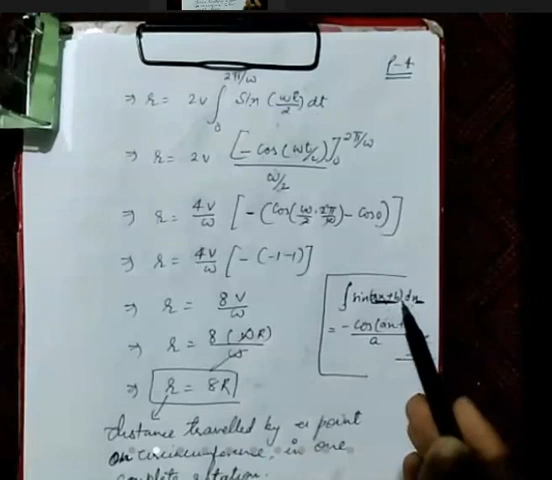 P-4
⇒ r = 2v ∫₀^{2π/ω} Sin (ωt/2) dt
⇒ r = 2v [-cos(ωt/2)]₀^{2π/ω} / ω/2
⇒ r = 4v/ω [-(cos(ω/2 · 2π/ω) - cos0)]
⇒ r = 4v/ω [-(-1-1)]
⇒ r = 8v/ω
⇒ r = 8(ωR)/ω
⇒ r = 8R
∫ sin(ax+b)dx
= -cos(ax+
a
distance travelled by a point
on circumference, in one
complete rotation.